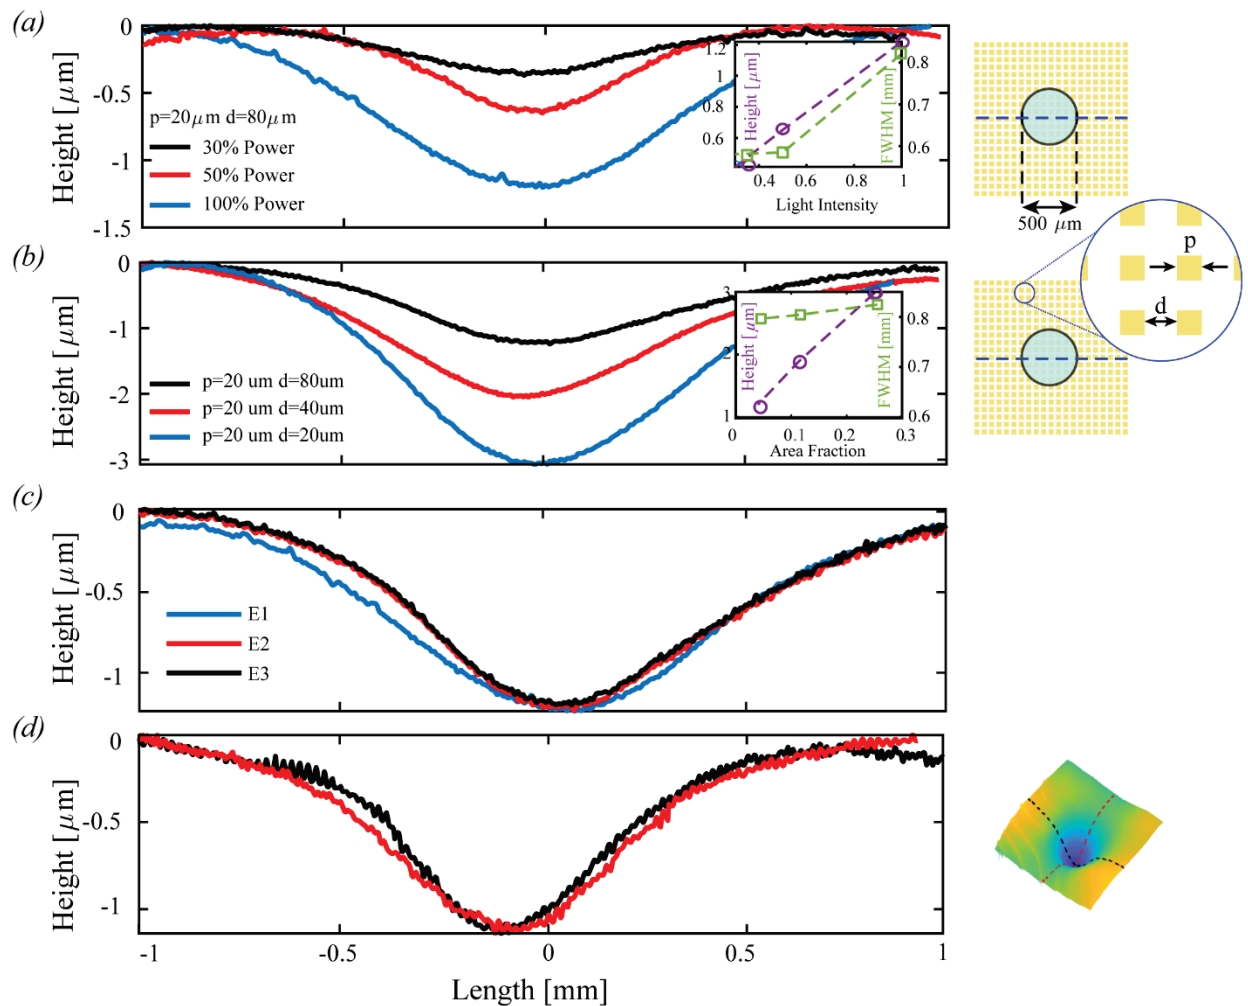 (a)
Height [μm]
0
-0.5
-1
-1.5
p=20μm d=80μm
30% Power
50% Power
100% Power
Height [μm]
1.2
1
0.8
0.6
FWHM [mm]
0.8
0.7
0.6
0.4
0.6
0.8
1
Light Intensity
500 μm
(b)
Height [μm]
0
-1
-2
-3
p=20 um d=80um
p=20 um d=40um
p=20 um d=20um
Height [μm]
3
2
1
FWHM [mm]
0.8
0.7
0.6
0
0.1
0.2
0.3
Area Fraction
p
d
(c)
Height [μm]
0
-0.5
-1
E1
E2
E3
(d)
Height [μm]
0
-0.5
-1
-1
-0.5
0
0.5
1
Length [mm]